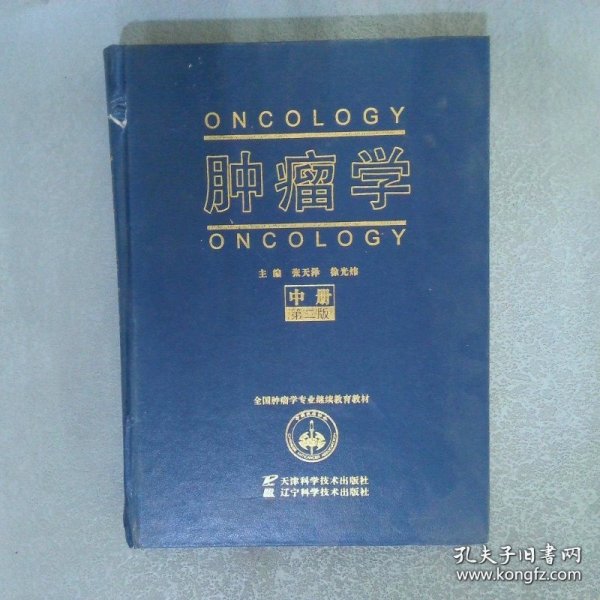 ONCOLOGY
肿瘤学
ONCOLOGY
主编 张天泽 徐光炜
中册
第二版
全国肿瘤学专业继续教育教材
天津科学技术出版社
辽宁科学技术出版社
孔夫子旧书网
www.kongfz.com